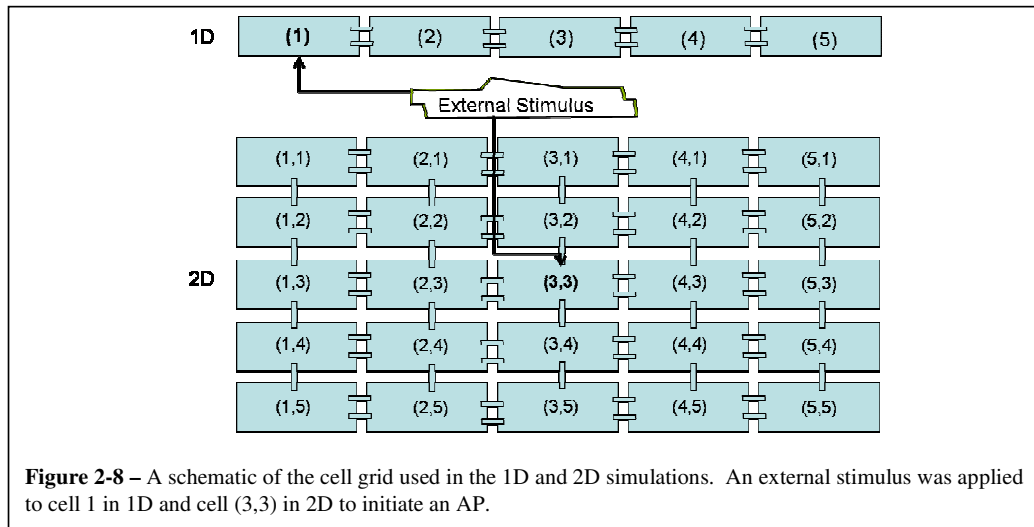 1D (1) (2) (3) (4) (5)
External Stimulus
(1,1) (2,1) (3,1) (4,1) (5,1)
(1,2) (2,2) (3,2) (4,2) (5,2)
2D (1,3) (2,3) (3,3) (4,3) (5,3)
(1,4) (2,4) (3,4) (4,4) (5,4)
(1,5) (2,5) (3,5) (4,5) (5,5)
Figure 2-8 – A schematic of the cell grid used in the 1D and 2D simulations. An external stimulus was applied
to cell 1 in 1D and cell (3,3) in 2D to initiate an AP.